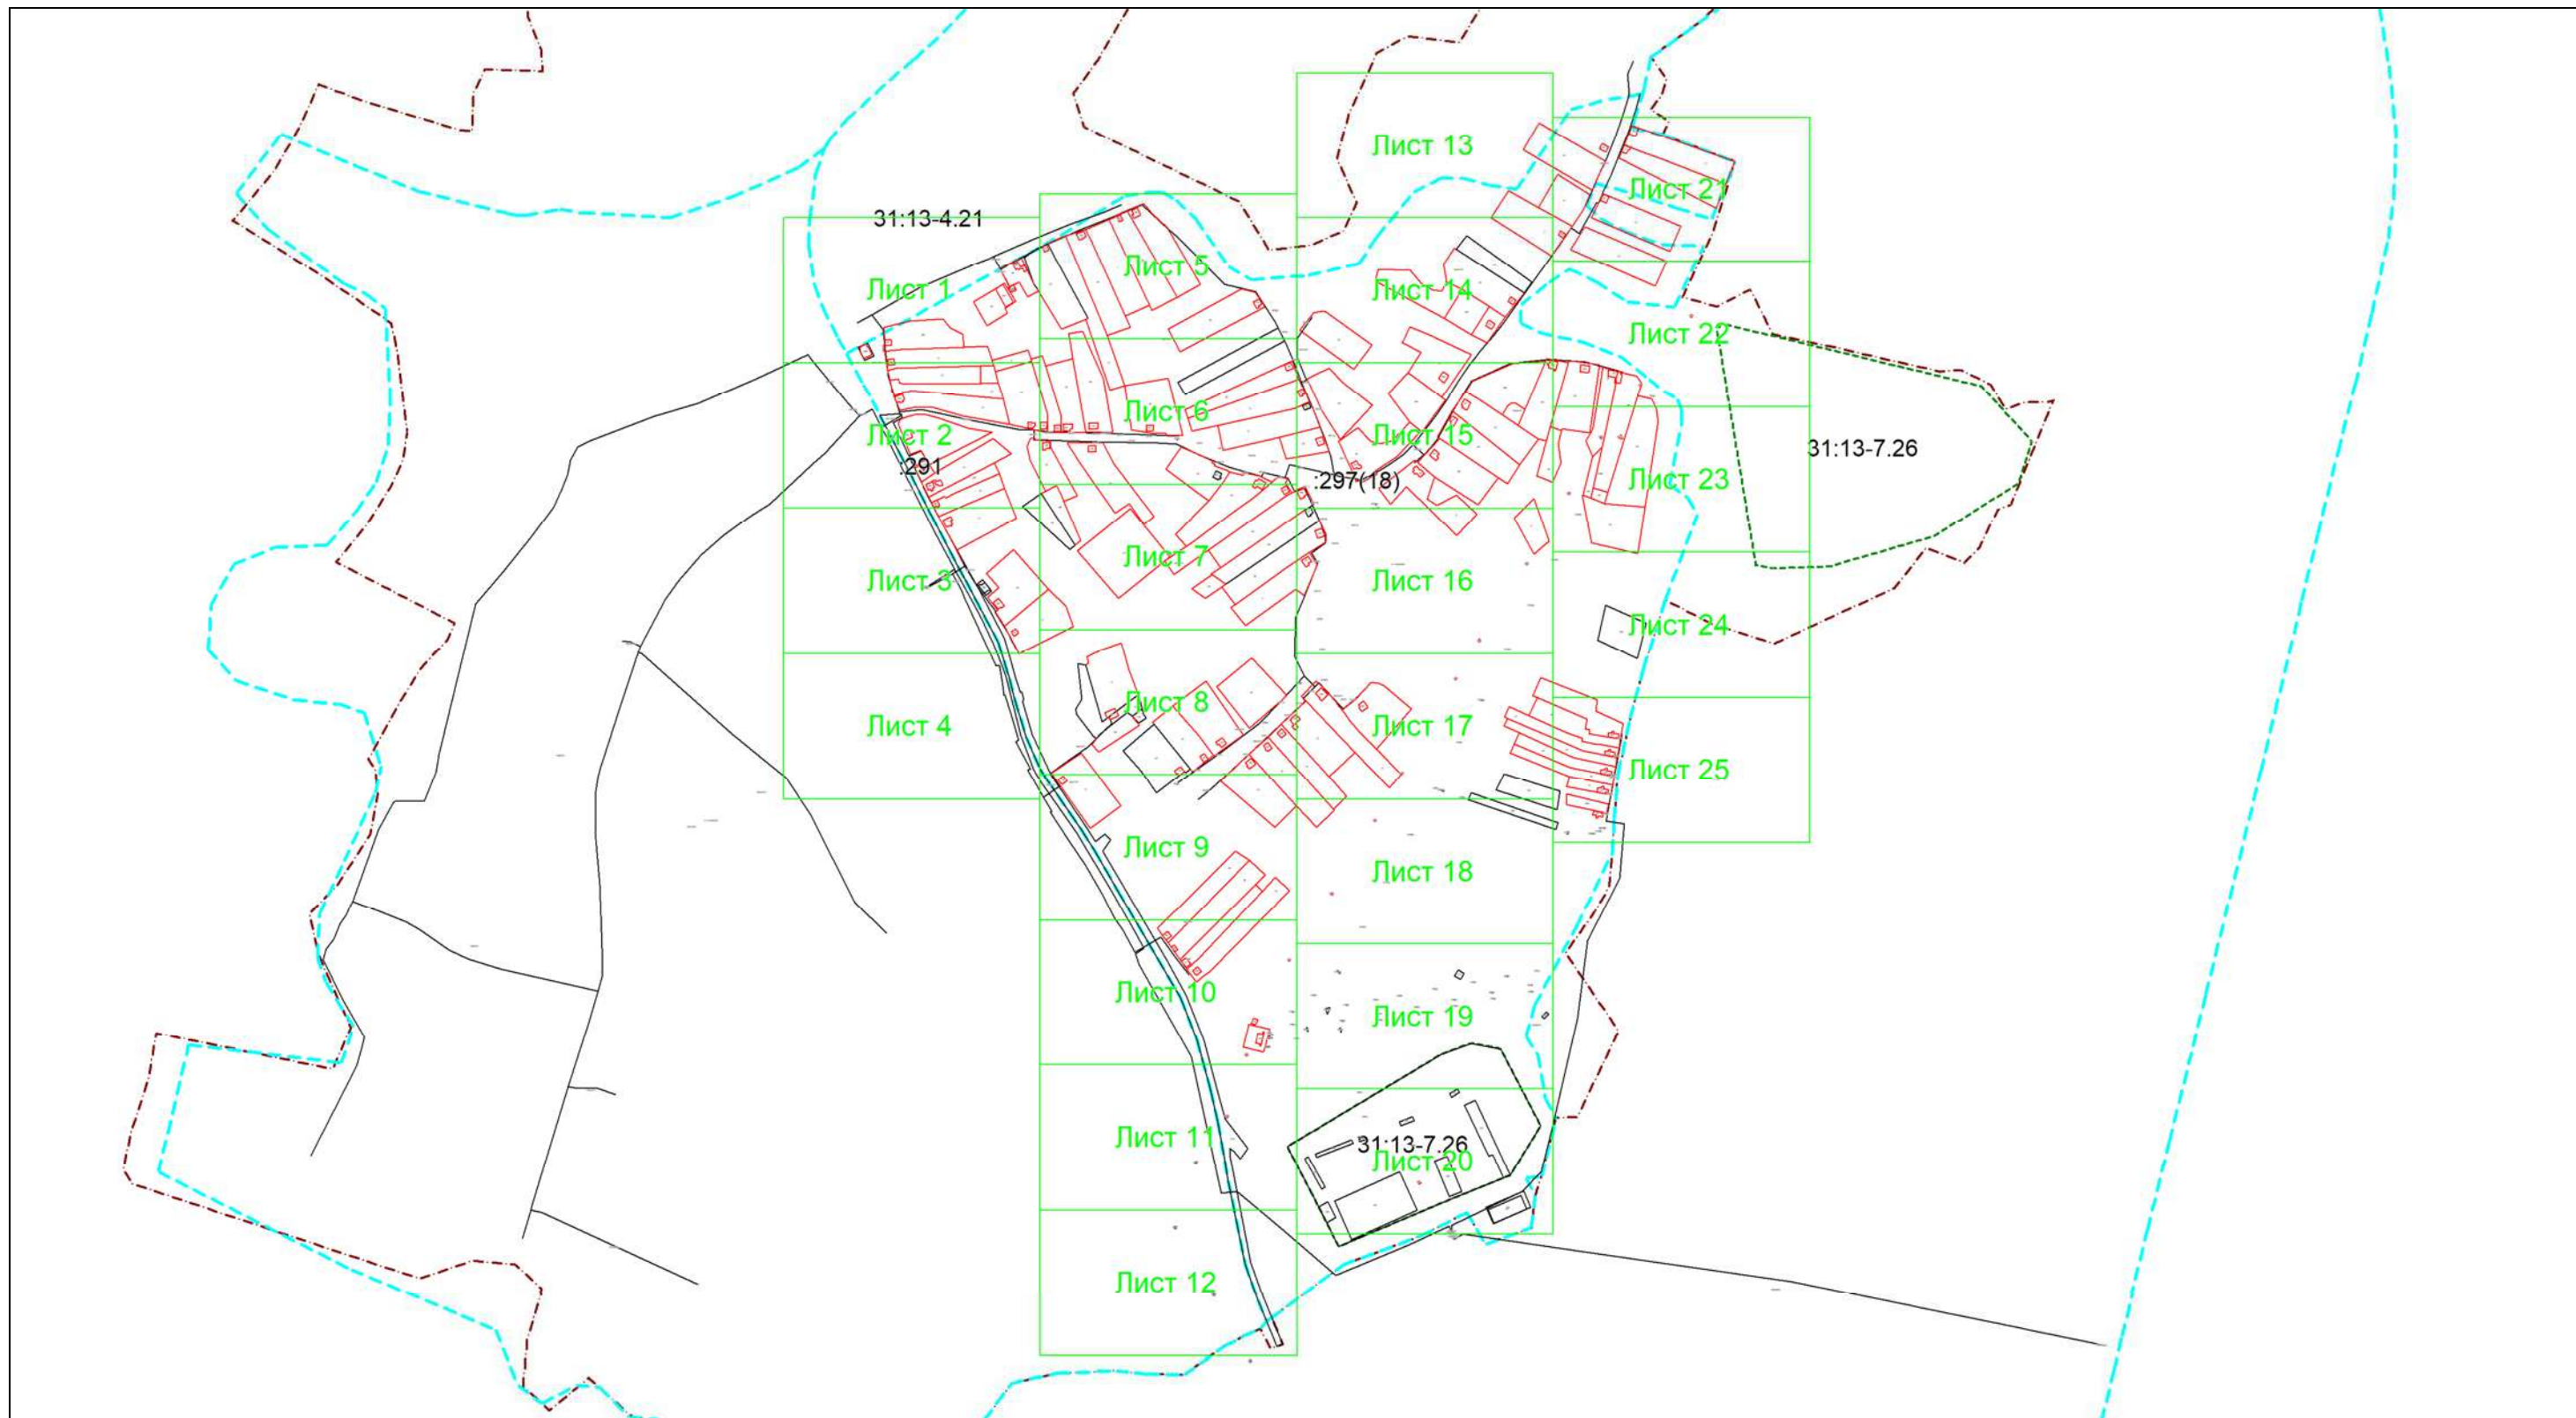 Лист 13
Лист 21
31:13-4.21
Лист 5
Лист 1
Лист 14
Лист 22
Лист 6
Лист 2
Лист 15
31:13-7.26
:291
:297(18)
Лист 23
Лист 7
Лист 3
Лист 16
Лист 24
Лист 8
Лист 4
Лист 17
Лист 25
Лист 9
Лист 18
Лист 10
Лист 19
Лист 11
31:13-7.26
Лист 20
Лист 12